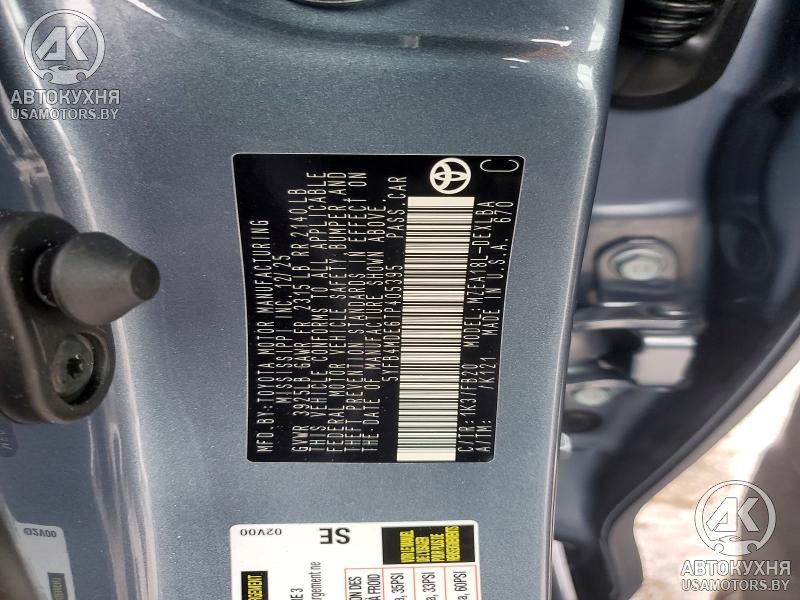 АВТОКУХНЯ
USAMOTORS.BY
MFD. BY: TOYOTA MOTOR MANUFACTURING
MISSISSIPPI INC. 12/25
GVWR 3925LB GAWR FR 2315 LB RR 2140LB
THIS VEHICLE CONFORMS TO ALL APPLICABLE
FEDERAL MOTOR VEHICLE SAFETY, BUMPER, AND
THEFT PREVENTION STANDARDS IN EFFECT ON
THE DATE OF MANUFACTURE SHOWN ABOVE.
5YFB4MDE6TP405395 PASS.CAR
C/TR: 1K3/FB20 MZEA18L-DEXLBA
A/TM: /K121 MADE IN U.S.A. 670
C
SE
02V00
02V00
АВТОКУХНЯ
USAMOTORS.BY